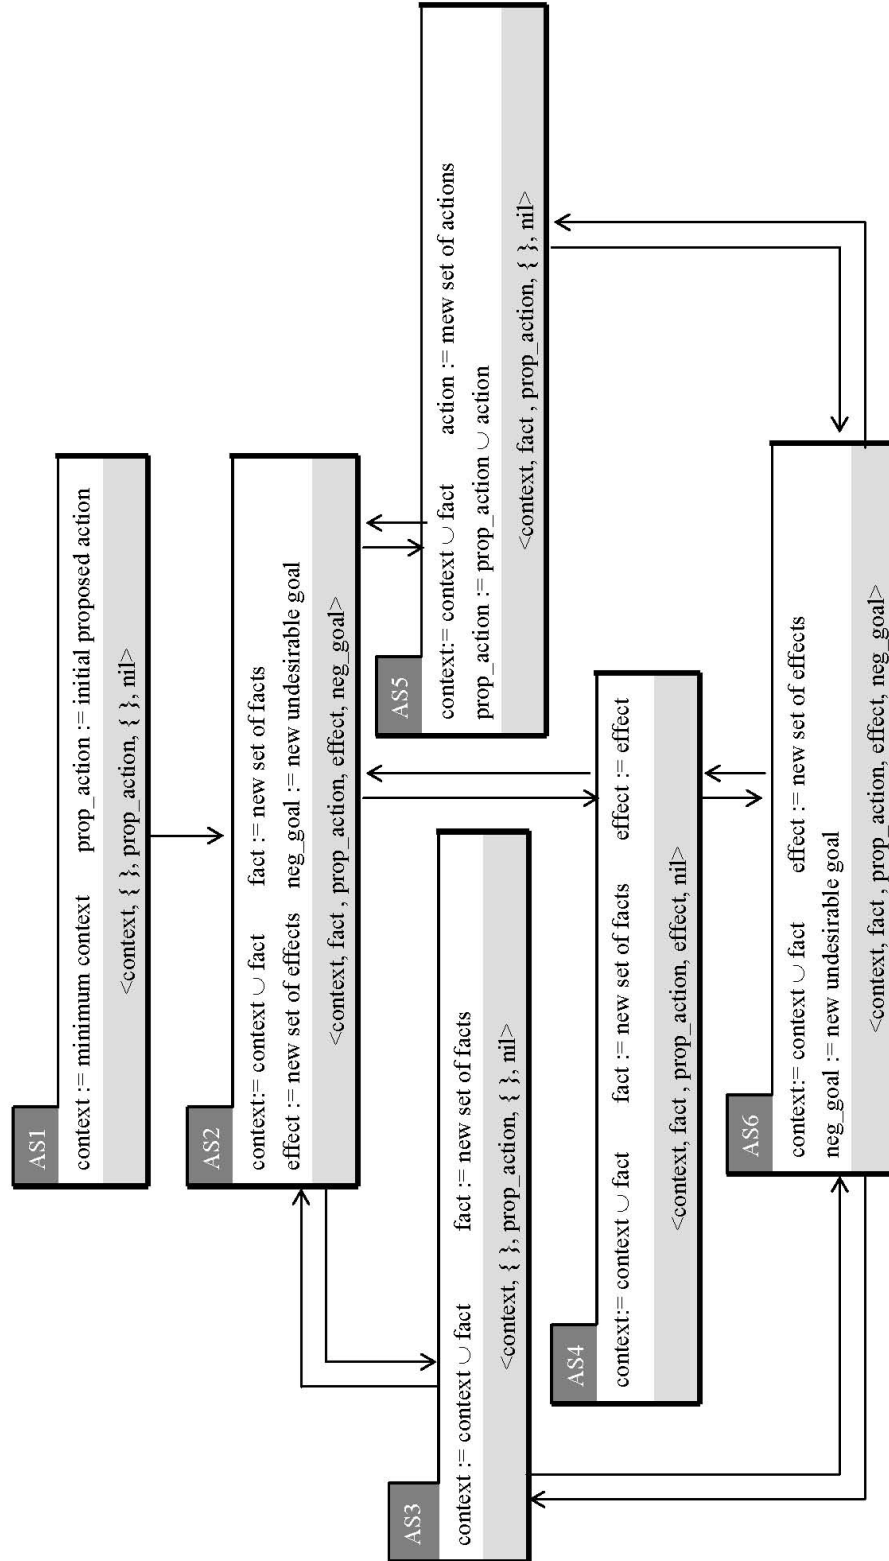 AS1
context := minimum context prop_action := initial proposed action
<context, { }, prop_action, { }, nil>
AS2
context:= context ∪ fact fact := new set of facts
effect := new set of effects neg_goal := new undesirable goal
<context, fact , prop_action, effect, neg_goal>
AS3
context := context ∪ fact fact := new set of facts
<context, { }, prop_action, { }, nil>
AS5
context:= context ∪ fact action := mew set of actions
prop_action := prop_action ∪ action
<context, fact , prop_action, { }, nil>
AS4
context:= context ∪ fact fact := new set of facts effect := effect
<context, fact , prop_action, effect, nil>
AS6
context:= context ∪ fact effect := new set of effects
neg_goal := new undesirable goal
<context, fact , prop_action, effect, neg_goal>